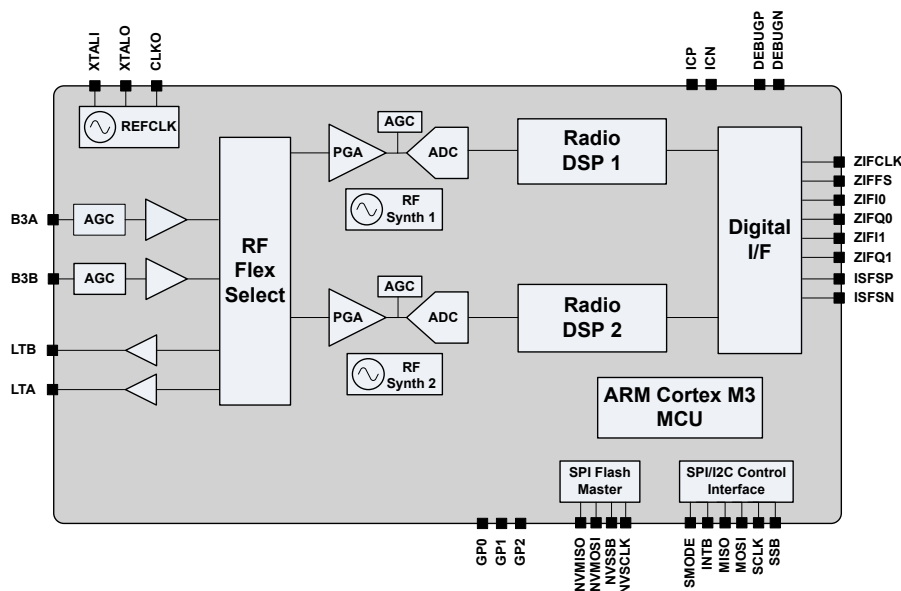 XTALI
XTALO
CLKO
ICP
ICN
DEBUGP
DEBUGN
REFCLK
AGC
PGA
ADC
Radio
DSP 1
RF
Synth 1
B3A
AGC
B3B
AGC
LTB
LTA
RF
Flex
Select
AGC
PGA
ADC
Radio
DSP 2
RF
Synth 2
Digital
I/F
ZIFCLK
ZIFFS
ZIFI0
ZIFQ0
ZIFI1
ZIFQ1
ISFSP
ISFSN
ARM Cortex M3
MCU
SPI Flash
Master
SPI/I2C Control
Interface
GP0
GP1
GP2
NVMISO
NVMOSI
NVSSB
NVSCLK
SMODE
INTB
MISO
MOSI
SCLK
SSB